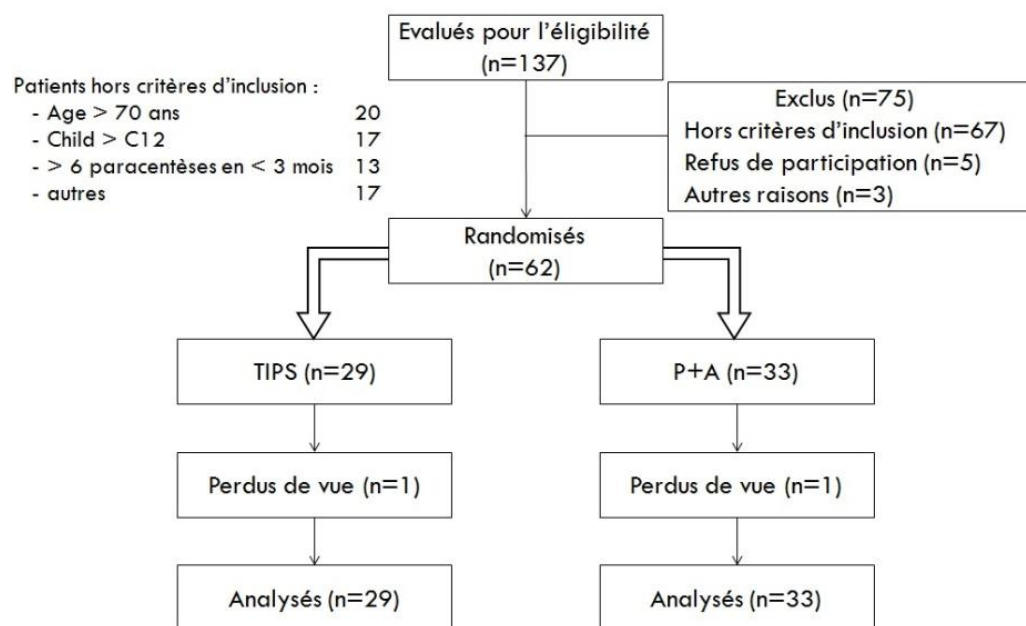 Evalués pour l'éligibilité
(n=137)
Patients hors critères d'inclusion :
- Age > 70 ans 20
- Child > C12 17
- > 6 paracentèses en < 3 mois 13
- autres 17
Exclus (n=75)
Hors critères d'inclusion (n=67)
Refus de participation (n=5)
Autres raisons (n=3)
Randomisés
(n=62)
TIPS (n=29)
P+A (n=33)
Perdus de vue (n=1)
Perdus de vue (n=1)
Analysés (n=29)
Analysés (n=33)